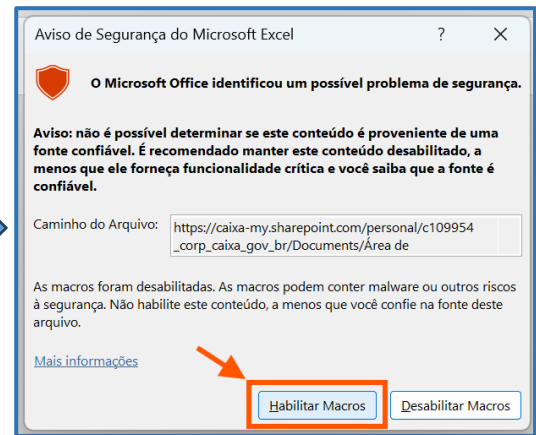 Aviso de Segurança do Microsoft Excel ? X
O Microsoft Office identificou um possível problema de segurança.
Aviso: não é possível determinar se este conteúdo é proveniente de uma
fonte confiável. É recomendado manter este conteúdo desabilitado, a
menos que ele forneça funcionalidade crítica e você saiba que a fonte é
confiável.
Caminho do Arquivo: https://caixa-my.sharepoint.com/personal/c109954
_corp_caixa_gov_br/Documents/Área de
As macros foram desabilitadas. As macros podem conter malware ou outros riscos
à segurança. Não habilite este conteúdo, a menos que você confie na fonte deste
arquivo.
Mais informações
Habilitar Macros Desabilitar Macros